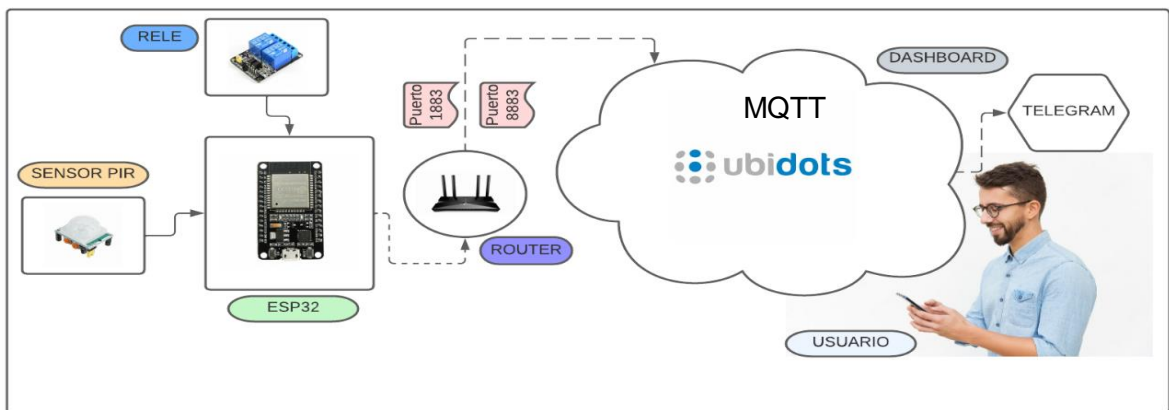 RELE
DASHBOARD
Puerto
1883
Puerto
8883
MQTT
TELEGRAM
ubidots
SENSOR PIR
ROUTER
ESP32
USUARIO